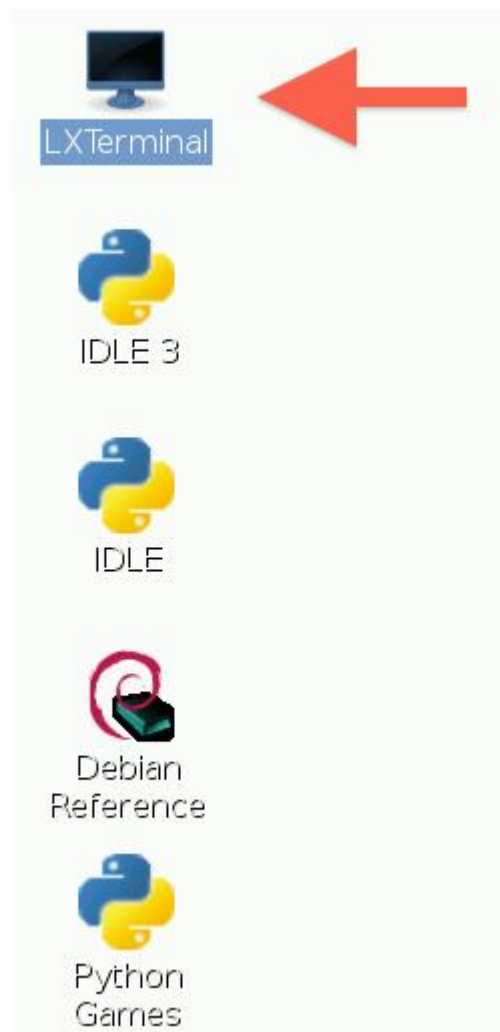 LXTerminal
IDLE 3
IDLE
Debian
Reference
Python
Games